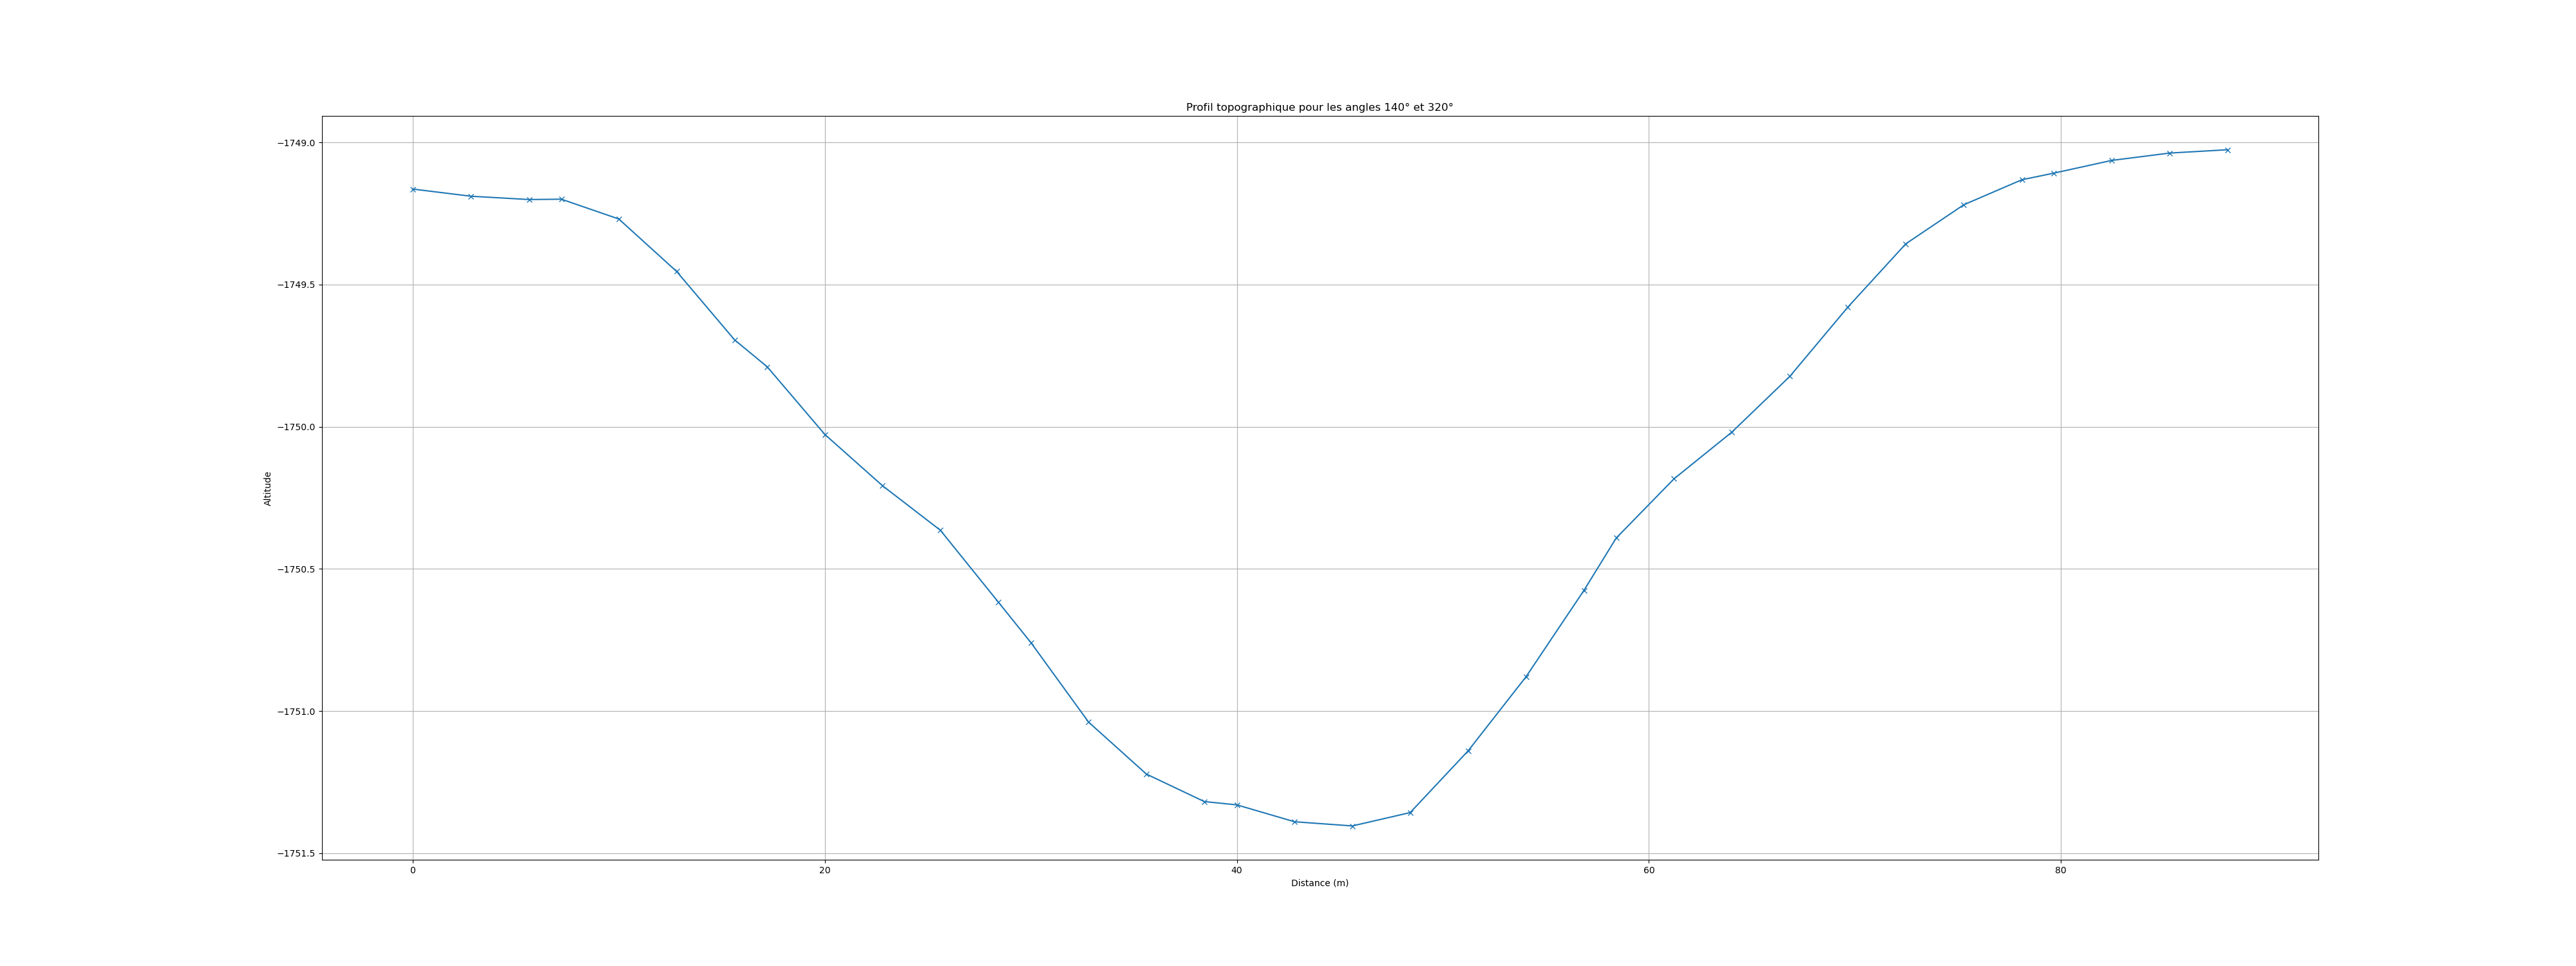 Profil topographique pour les angles 140° et 320°
−1749.0
−1749.5
−1750.0
Altitude
−1750.5
−1751.0
−1751.5
0 20 40 60 80
Distance (m)